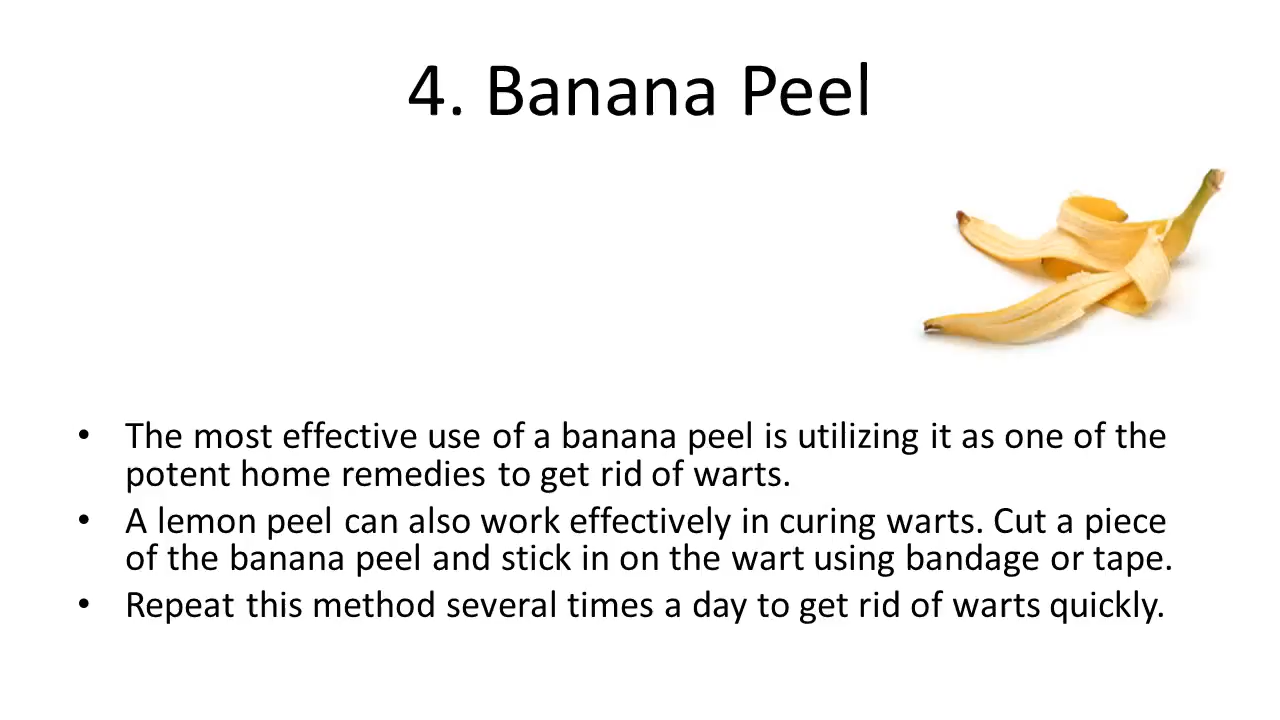 4. Banana Peel
• The most effective use of a banana peel is utilizing it as one of the
potent home remedies to get rid of warts.
• A lemon peel can also work effectively in curing warts. Cut a piece
of the banana peel and stick in on the wart using bandage or tape.
• Repeat this method several times a day to get rid of warts quickly.